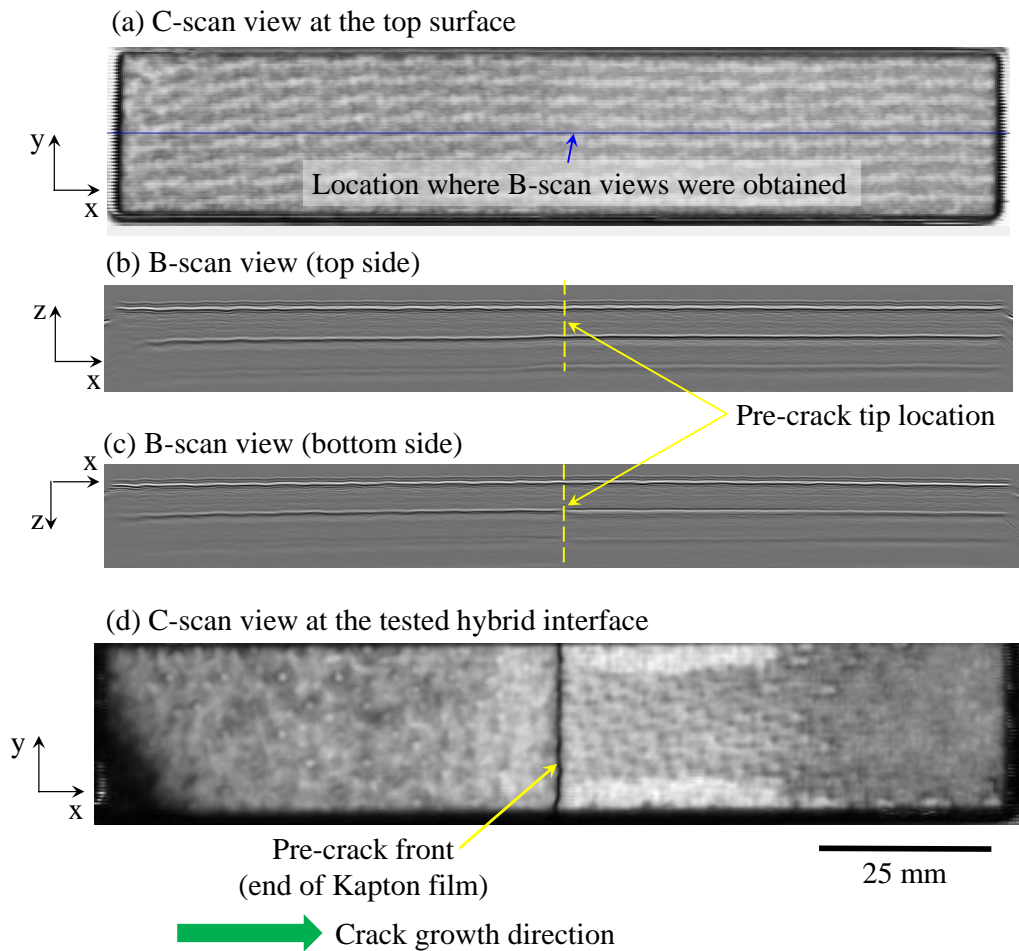 (a) C-scan view at the top surface
y
x
Location where B-scan views were obtained
(b) B-scan view (top side)
z
x
Pre-crack tip location
(c) B-scan view (bottom side)
x
z
(d) C-scan view at the tested hybrid interface
y
x
Pre-crack front
(end of Kapton film)
25 mm
Crack growth direction